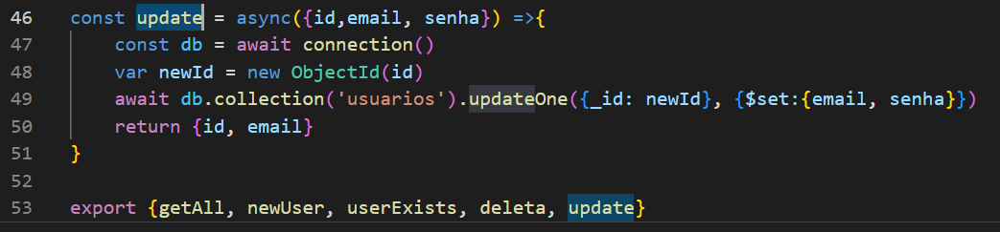 46 const update = async({id,email, senha}) =>{
47 const db = await connection()
48 var newId = new ObjectId(id)
49 await db.collection('usuarios').updateOne({_id: newId}, {$set:{email, senha}})
50 return {id, email}
51 }
52
53 export {getAll, newUser, userExists, deleta, update}